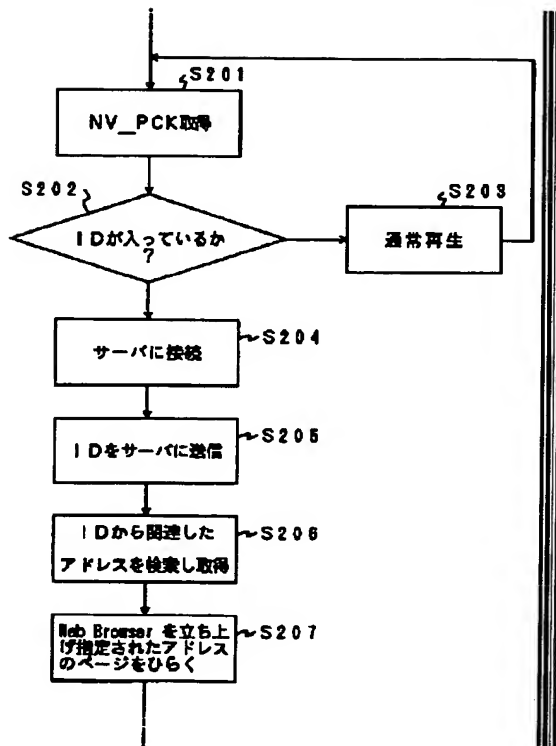 S201
NV_PCK取得
S202
IDが入っているか
?
S203
通常再生
サーバに接続
S204
IDをサーバに送信
S205
IDから関連した
アドレスを検索し取得
S206
Web Browser を立ち上
げ指定されたアドレス
のページをひらく
S207